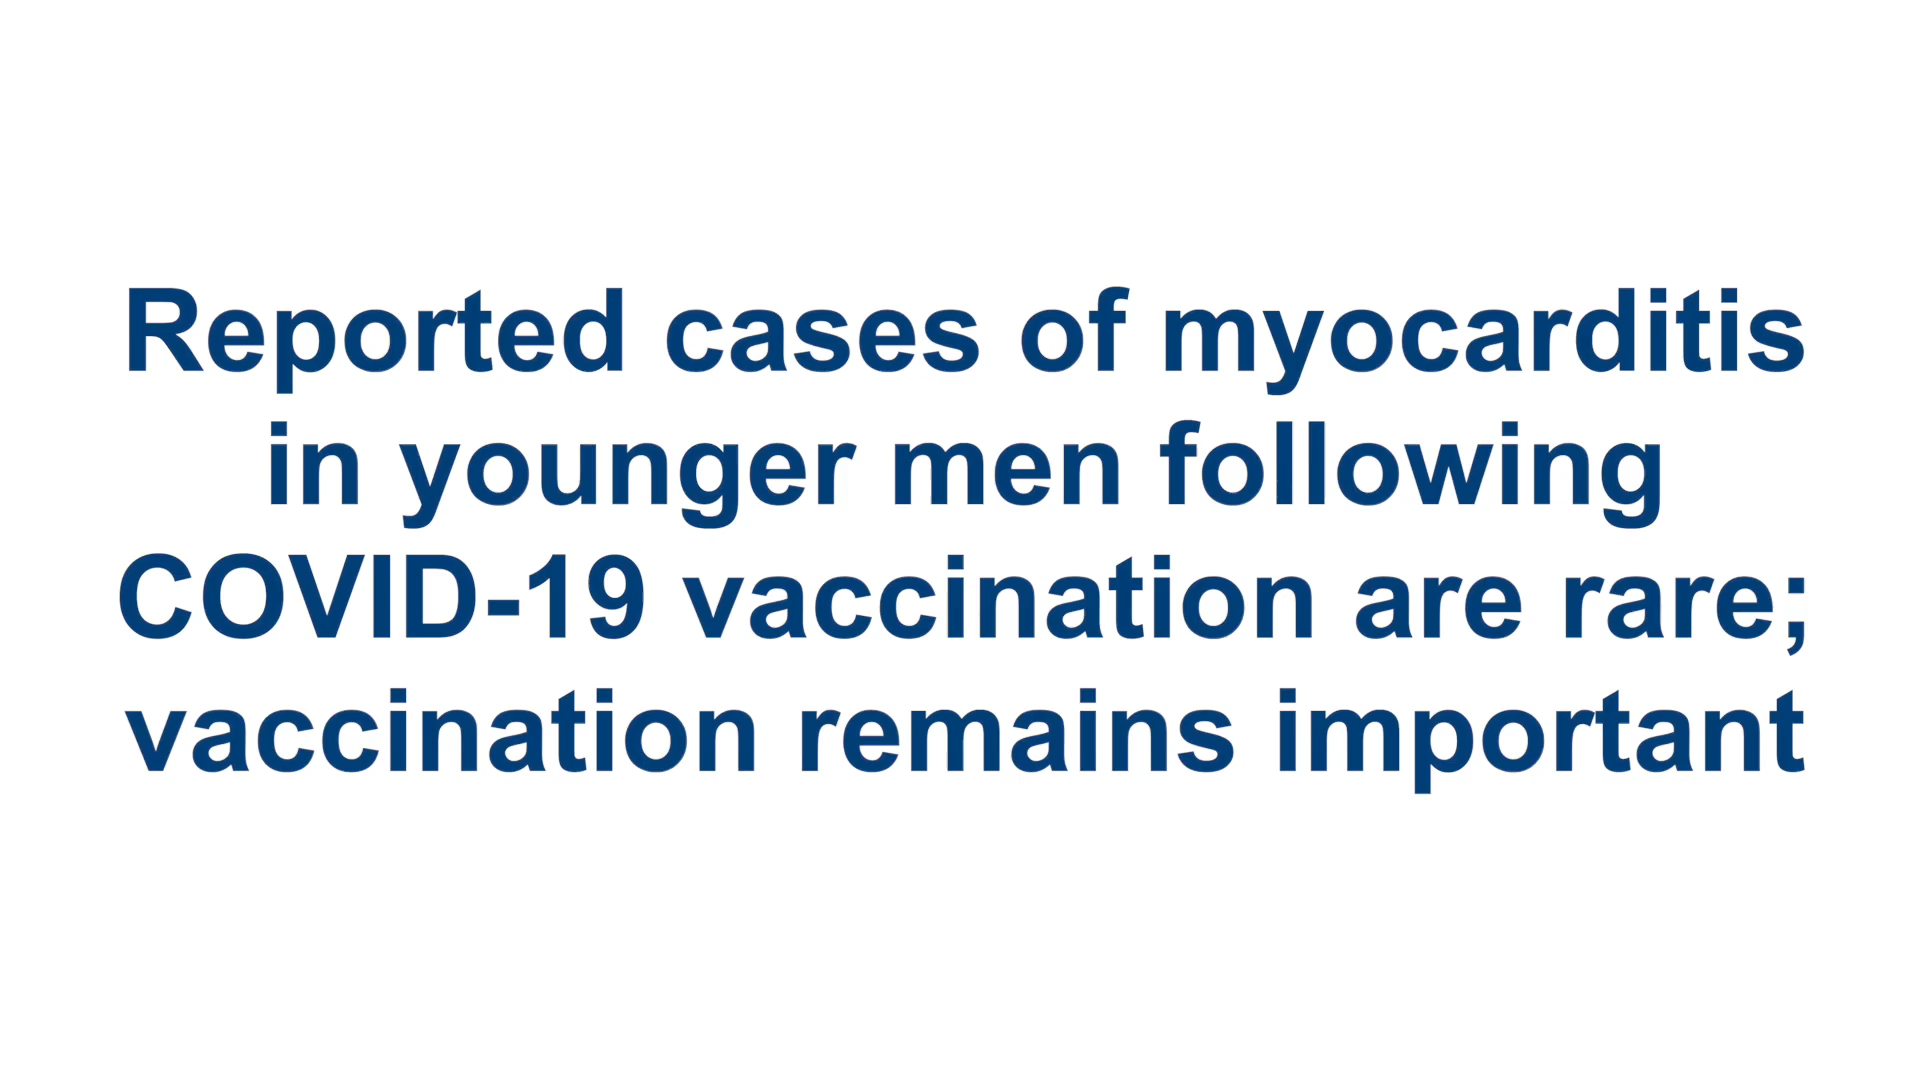 Reported cases of myocarditis
in younger men following
COVID-19 vaccination are rare;
vaccination remains important